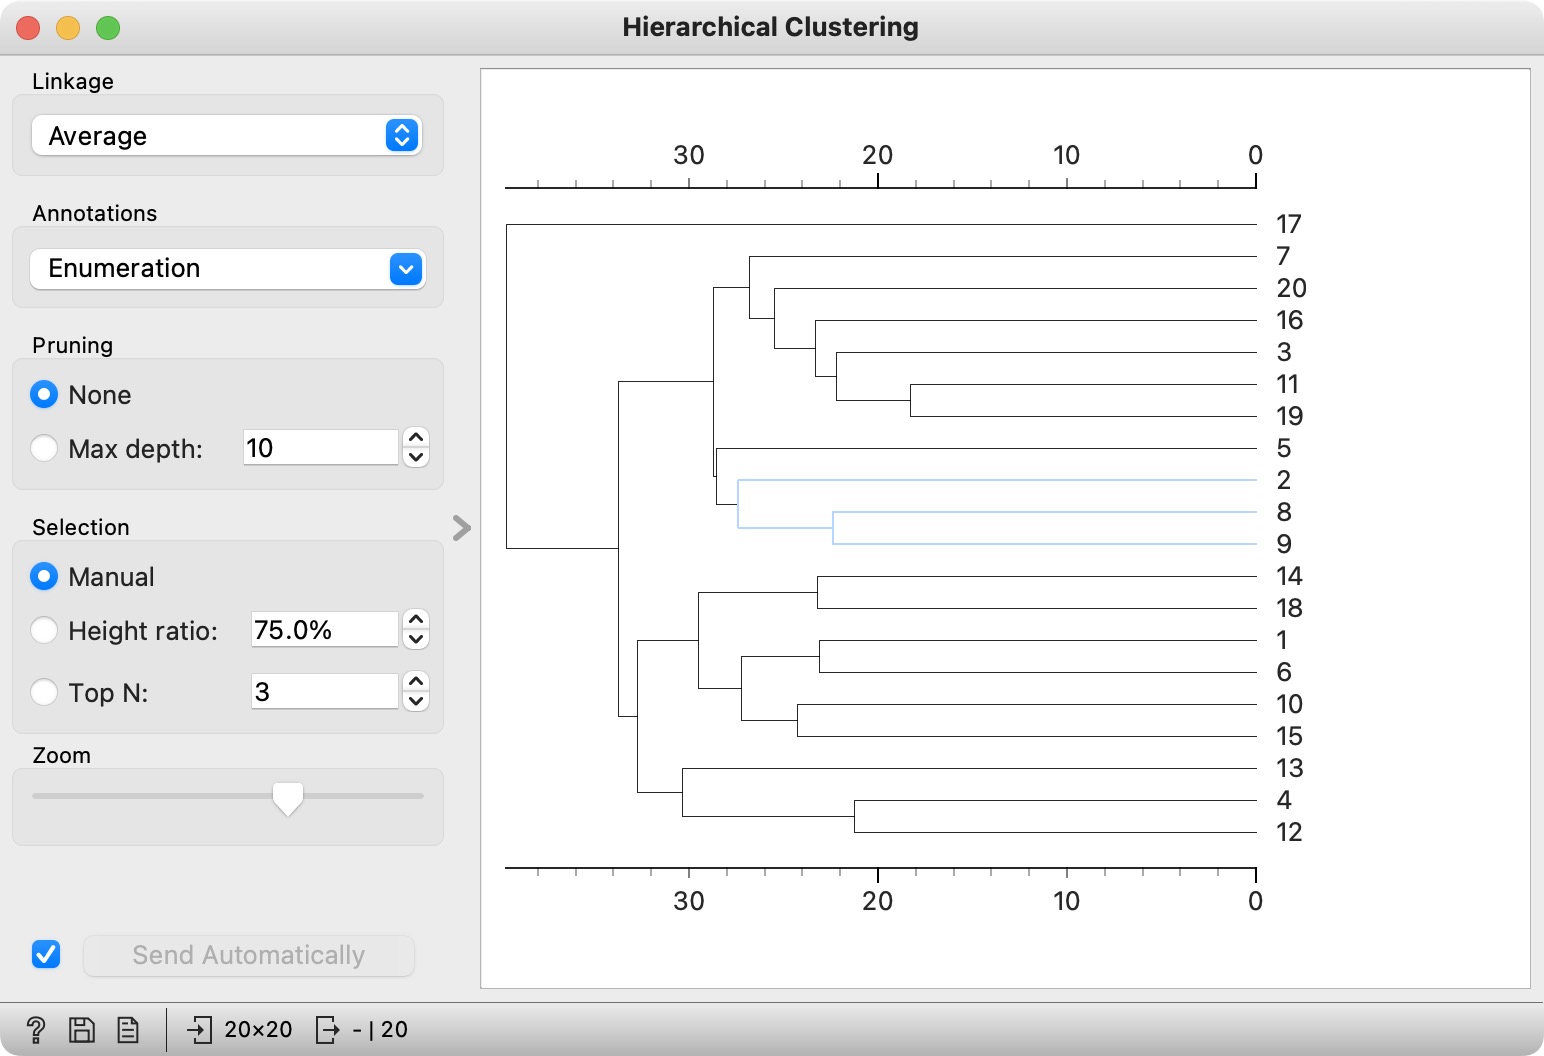 Hierarchical Clustering
Linkage
Average
Annotations
Enumeration
Pruning
None
Max depth: 10
Selection
Manual
Height ratio: 75.0%
Top N: 3
Zoom
Send Automatically
30 20 10 0
17
7
20
16
3
11
19
5
2
8
9
14
18
1
6
10
15
13
4
12
30 20 10 0
? 20×20 - | 20